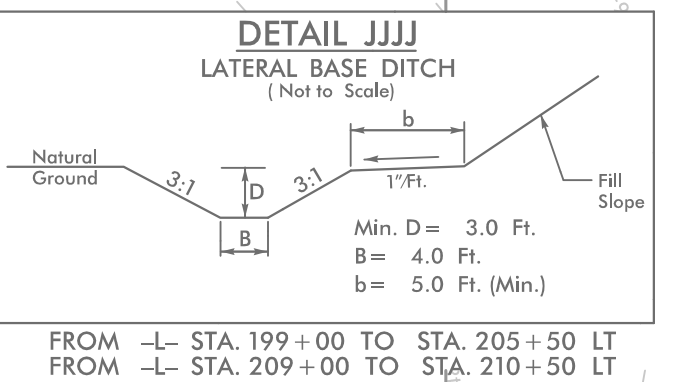 DETAIL JJJJ
LATERAL BASE DITCH
( Not to Scale)
b
Natural
Ground
3:1
D
3:1
1"/Ft.
Fill
Slope
B
Min. D = 3.0 Ft.
B = 4.0 Ft.
b = 5.0 Ft. (Min.)
FROM -L- STA. 199+00 TO STA. 205+50 LT
FROM -L- STA. 209+00 TO STA. 210+50 LT